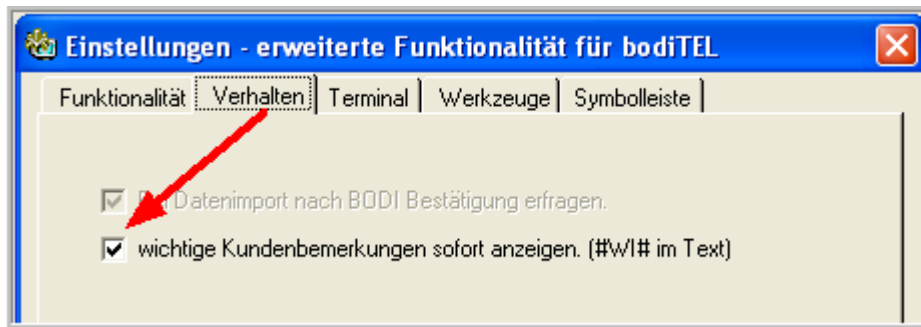 Einstellungen - erweiterte Funktionalität für bodiTEL
Funktionalität Verhalten Terminal Werkzeuge Symbolleiste
Datenimport nach BODI Bestätigung erfragen.
wichtige Kundenbemerkungen sofort anzeigen. (#WI# im Text)